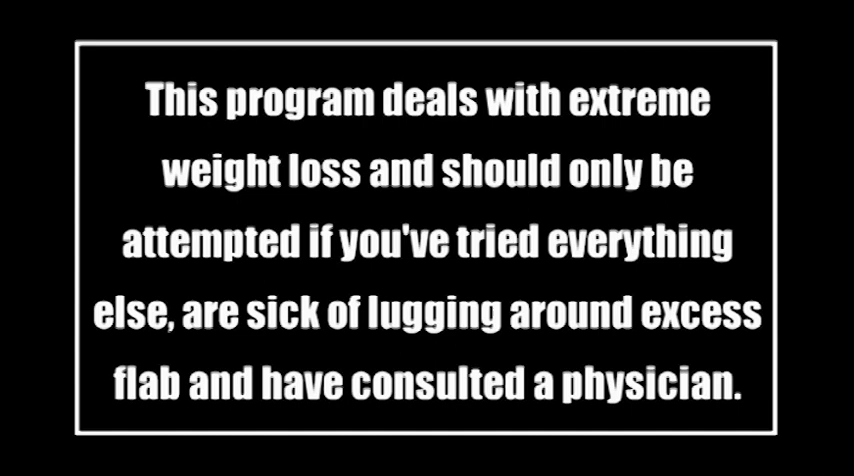 This program deals with extreme
weight loss and should only be
attempted if you've tried everything
else, are sick of lugging around excess
flab and have consulted a physician.